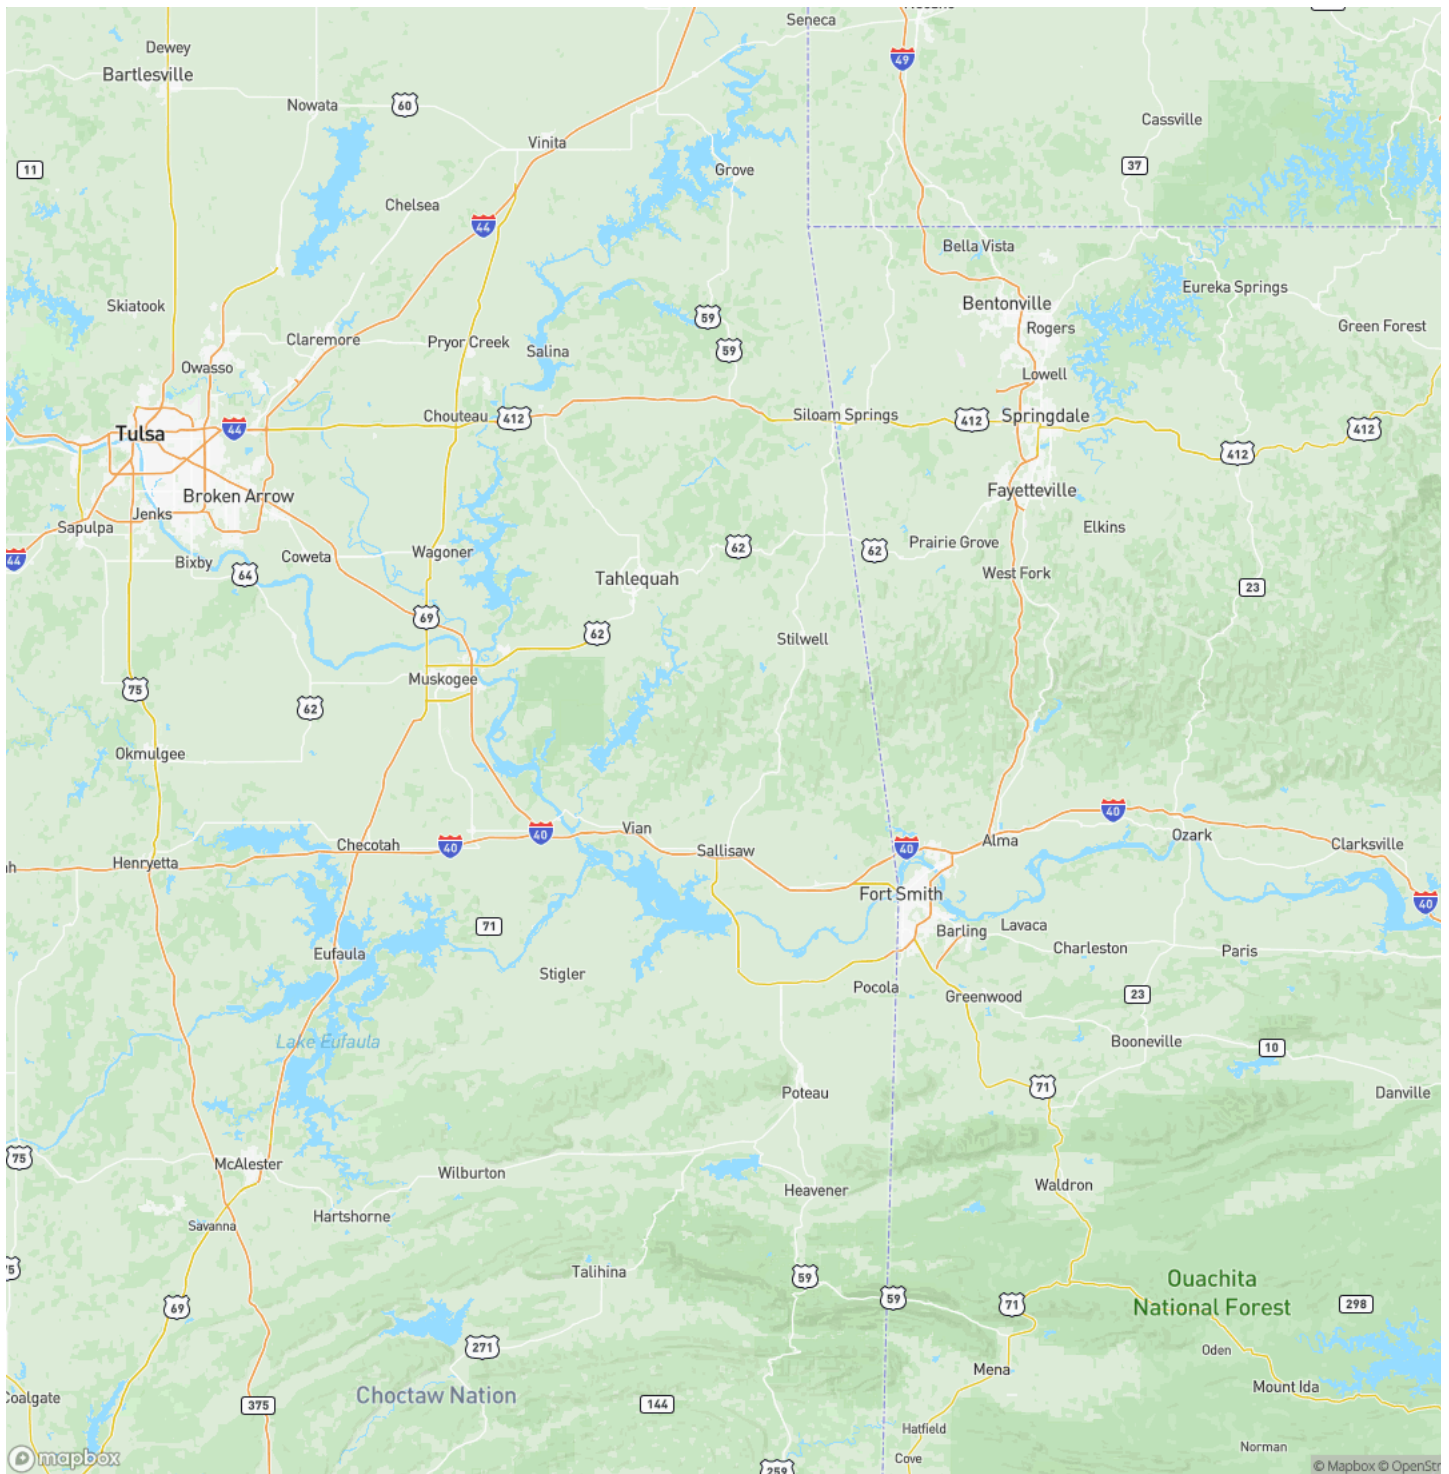 Seneca
Dewey
Bartlesville
49
Nowata
60
Cassville
Vinita
11
37
Grove
Chelsea
44
Bella Vista
Eureka Springs
Bentonville
Skiatook
59
Rogers
Green Forest
Claremore
Pryor Creek
Salina
59
Owasso
Lowell
Chouteau
412
Siloam Springs
412
Springdale
44
412
Tulsa
412
Broken Arrow
Fayetteville
Jenks
Sapulpa
Elkins
Prairie Grove
62
62
Wagoner
Coweta
44
Bixby
64
West Fork
Tahlequah
23
69
62
Stilwell
Muskogee
75
62
Okmulgee
40
Vian
40
Ozark
Checotah
40
40
Alma
Clarksville
Sallisaw
Henryetta
Fort Smith
40
71
Lavaca
Barling
Eufaula
Charleston
Paris
Stigler
Pocola
Greenwood
23
Lake Eufaula
Booneville
10
71
Poteau
Danville
75
McAlester
Wilburton
Waldron
Heavener
Hartshorne
Savanna
75
Talihina
59
Ouachita
National Forest
59
69
71
298
271
Oden
Mena
Mount Ida
Choctaw Nation
Coalgate
375
144
Hatfield
Norman
mapbox
Cove
259
© Mapbox © OpenStr